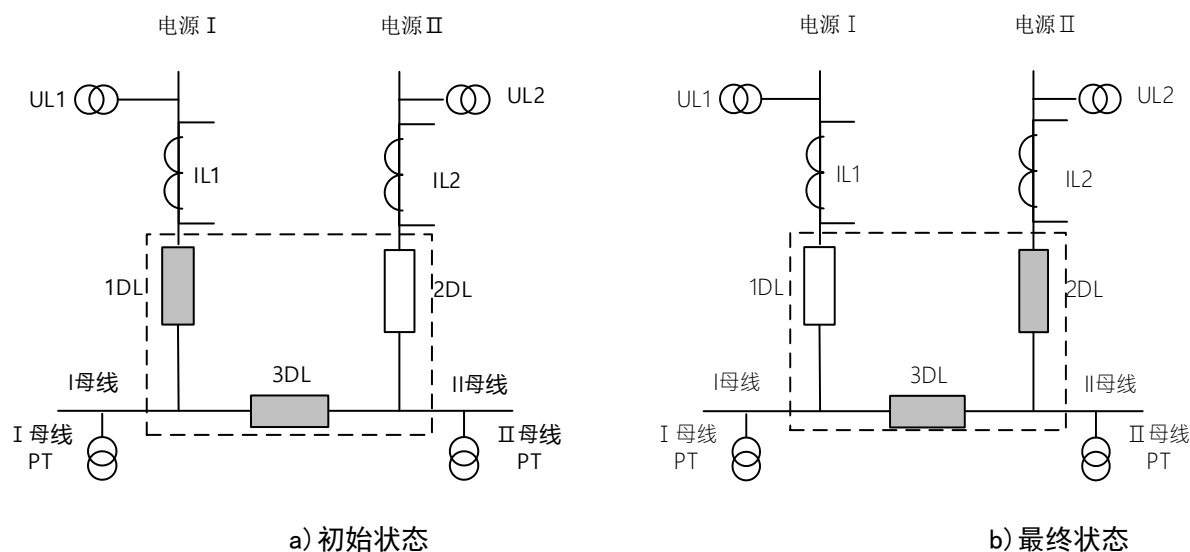 电源Ⅰ
电源Ⅱ
UL1
UL2
IL1
IL2
1DL
2DL
3DL
I母线
II母线
Ⅰ母线
PT
Ⅱ母线
PT
a)初始状态
电源Ⅰ
电源Ⅱ
UL1
UL2
IL1
IL2
1DL
2DL
3DL
I母线
II母线
Ⅰ母线
PT
Ⅱ母线
PT
b)最终状态